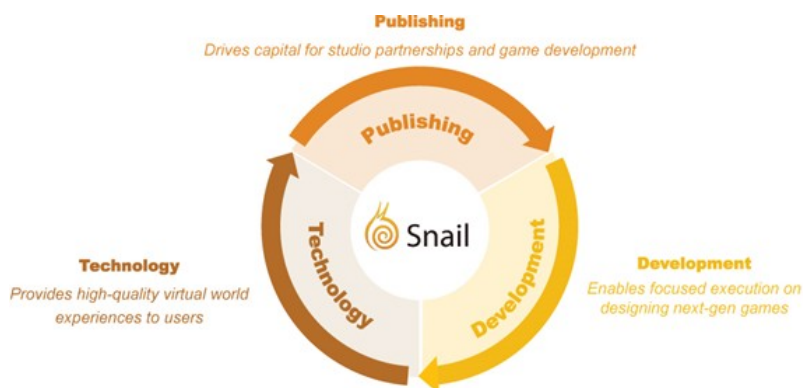 Publishing
Drives capital for studio partnerships and game development
Publishing
Snail
Technology
Development
Technology
Provides high-quality virtual world
experiences to users
Development
Enables focused execution on
designing next-gen games